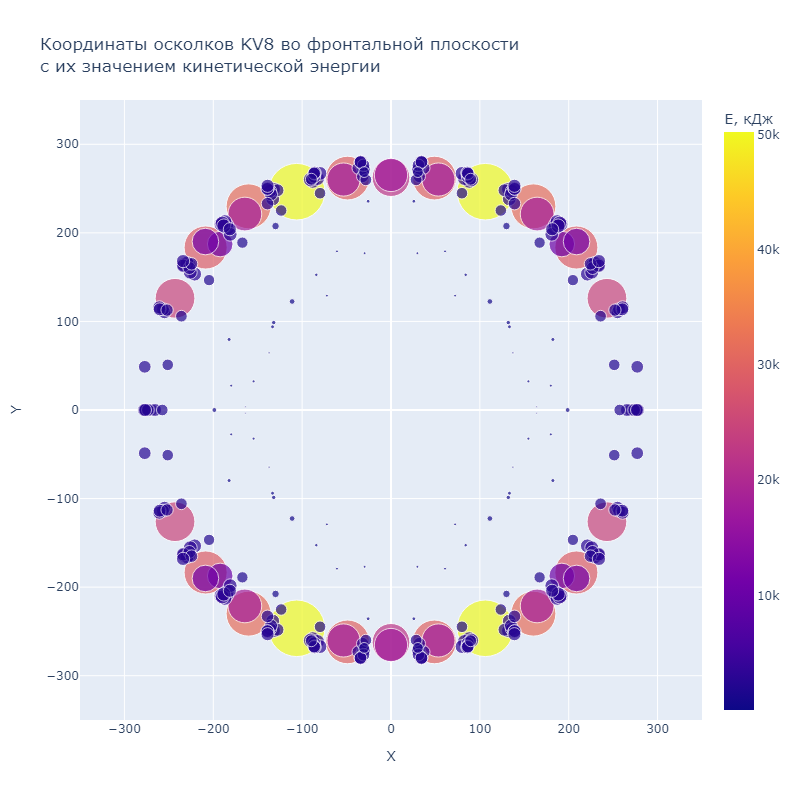 Координаты осколков KV8 во фронтальной плоскости
с их значением кинетической энергии
E, кДж
50k
40k
30k
20k
10k
Y
300
200
100
0
−100
−200
−300
−300
−200
−100
0
100
200
300
X